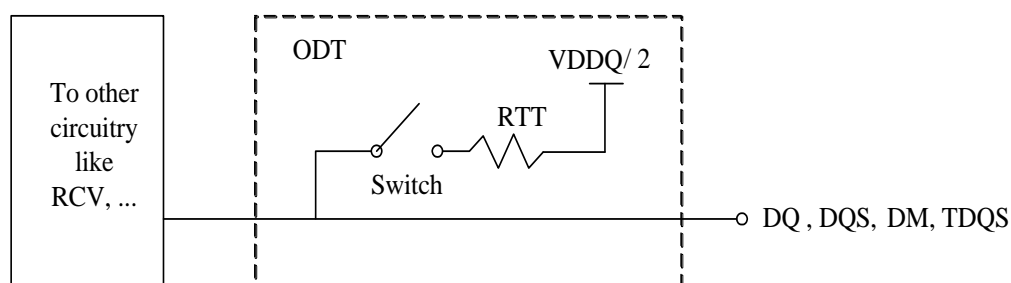 To other
circuitry
like
RCV, ...
ODT
VDDQ/ 2
RTT
Switch
DQ , DQS, DM, TDQS